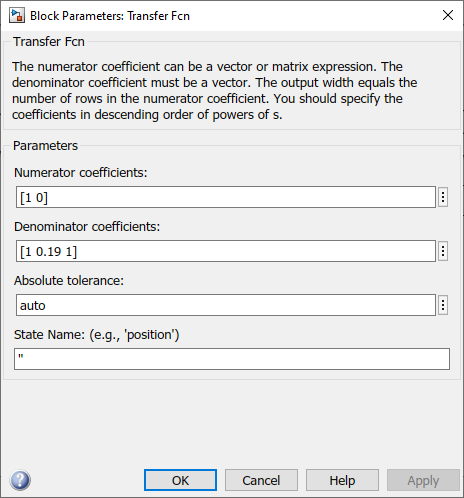 Block Parameters: Transfer Fcn
Transfer Fcn
The numerator coefficient can be a vector or matrix expression. The
denominator coefficient must be a vector. The output width equals the
number of rows in the numerator coefficient. You should specify the
coefficients in descending order of powers of s.
Parameters
Numerator coefficients:
[1 0]
Denominator coefficients:
[1 0.19 1]
Absolute tolerance:
auto
State Name: (e.g., 'position')
''
OK Cancel Help Apply